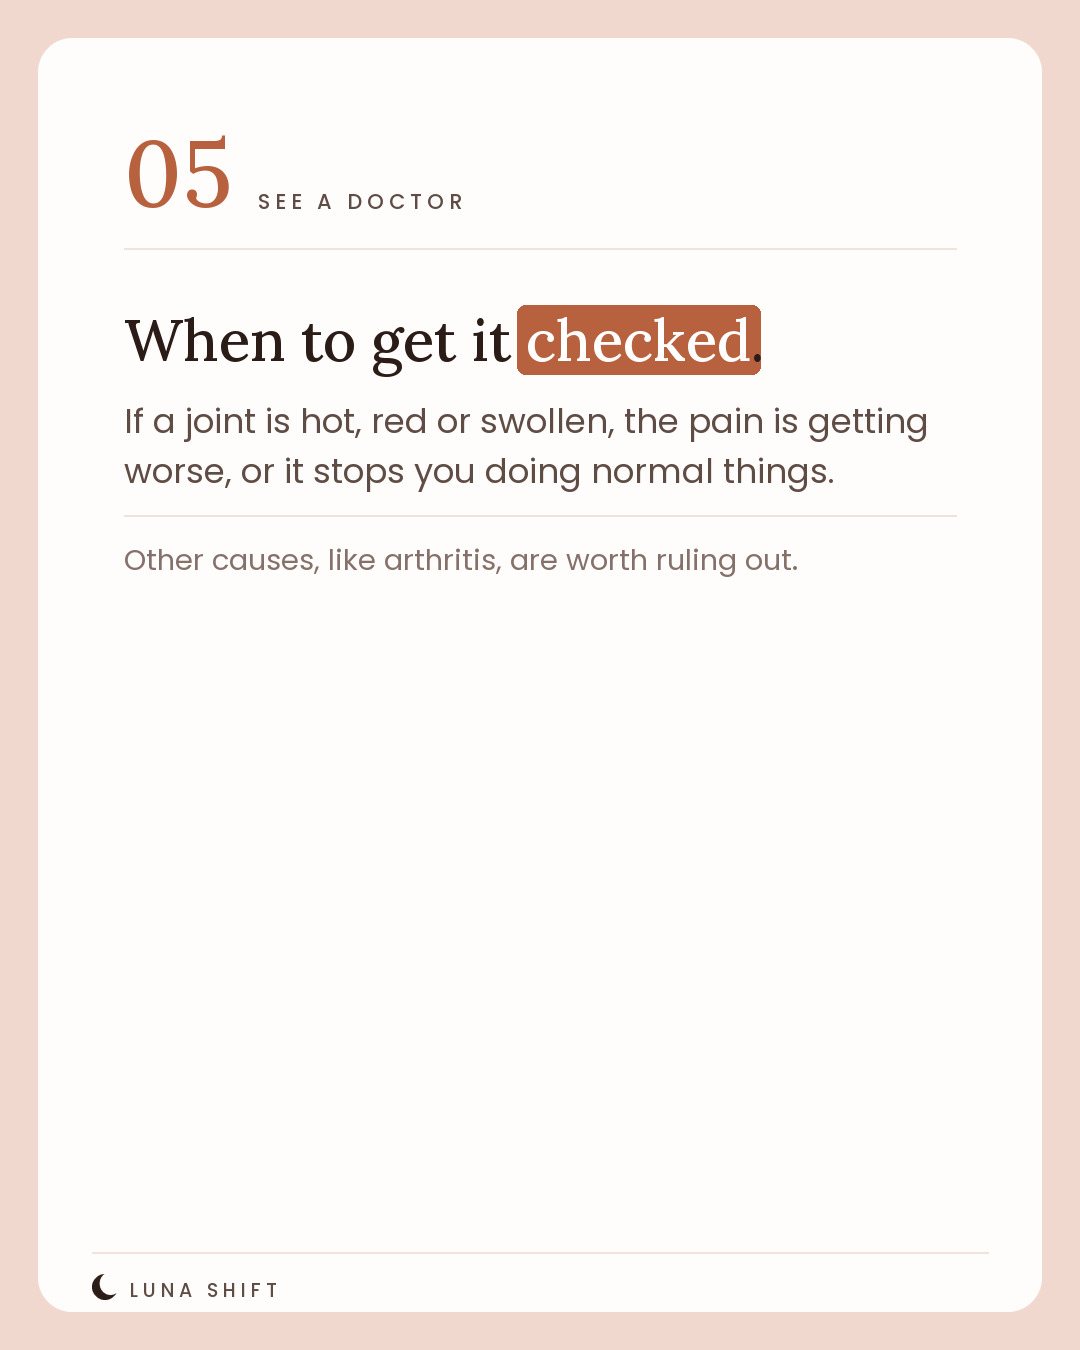 05 SEE A DOCTOR
When to get it checked.
If a joint is hot, red or swollen, the pain is getting
worse, or it stops you doing normal things.
Other causes, like arthritis, are worth ruling out.
LUNA SHIFT